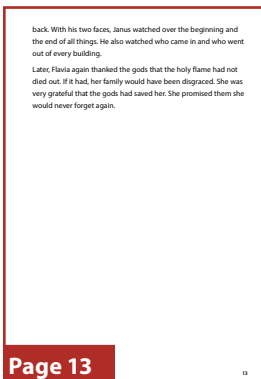 back. With his two faces, Janus watched over the beginning and
the end of all things. He also watched who came in and who went
out of every building.
Later, Flavia again thanked the gods that the holy flame had not
died out. If it had, her family would have been disgraced. She was
very grateful that the gods had saved her. She promised them she
would never forget again.
Page 13
13